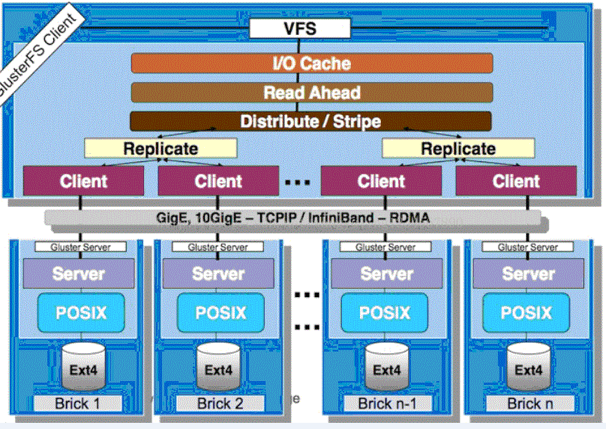 GlusterFS Client
VFS
I/O Cache
Read Ahead
Distribute / Stripe
Replicate Replicate
Client Client ... Client Client
GigE, 10GigE – TCPIP / InfiniBand – RDMA
Gluster Server Gluster Server Gluster Server Gluster Server
Server Server Server Server
...
POSIX POSIX POSIX POSIX
...
Ext4 Ext4 Ext4 Ext4
Brick 1 Brick 2 Brick n-1 Brick n